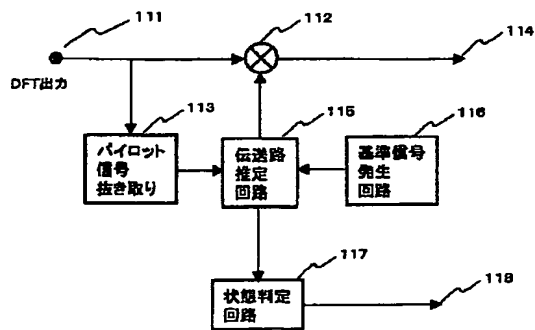 111
112
114
DFT出力
113
115
116
パイロット
信号
抜き取り
伝送路
推定
回路
基準信号
発生
回路
117
状態判定
回路
118